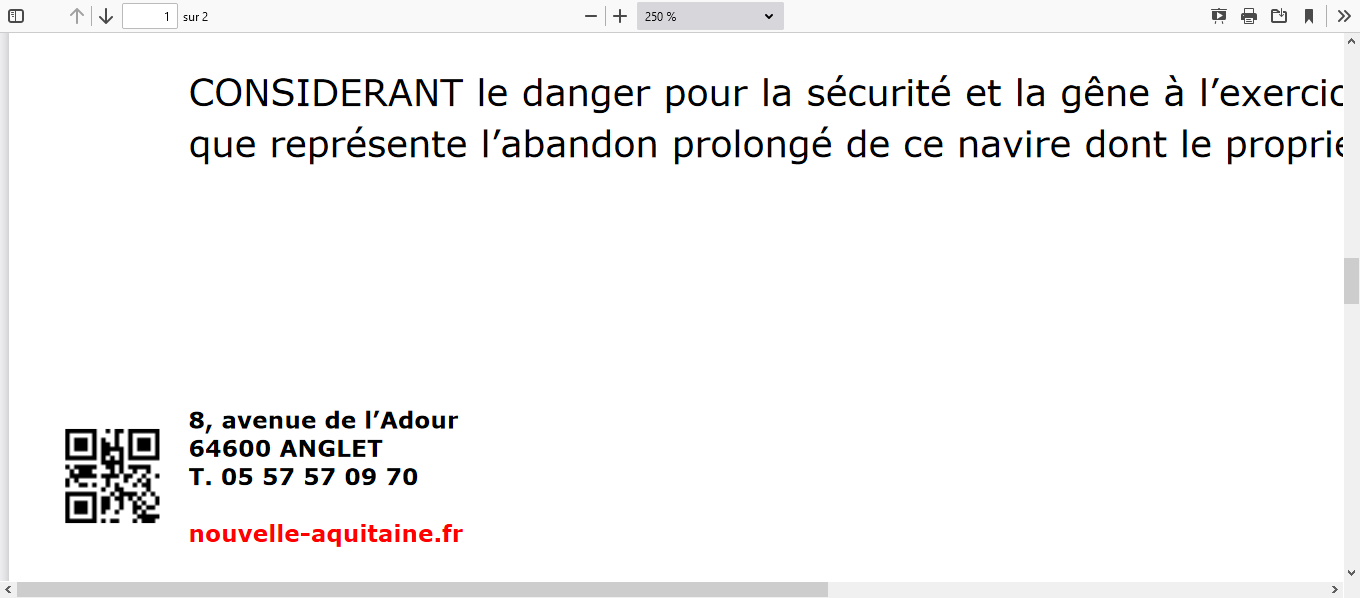 1 sur 2
250 %
CONSIDERANT le danger pour la sécurité et la gêne à l’exercic
que représente l’abandon prolongé de ce navire dont le proprié
8, avenue de l’Adour
64600 ANGLET
T. 05 57 57 09 70
nouvelle-aquitaine.fr